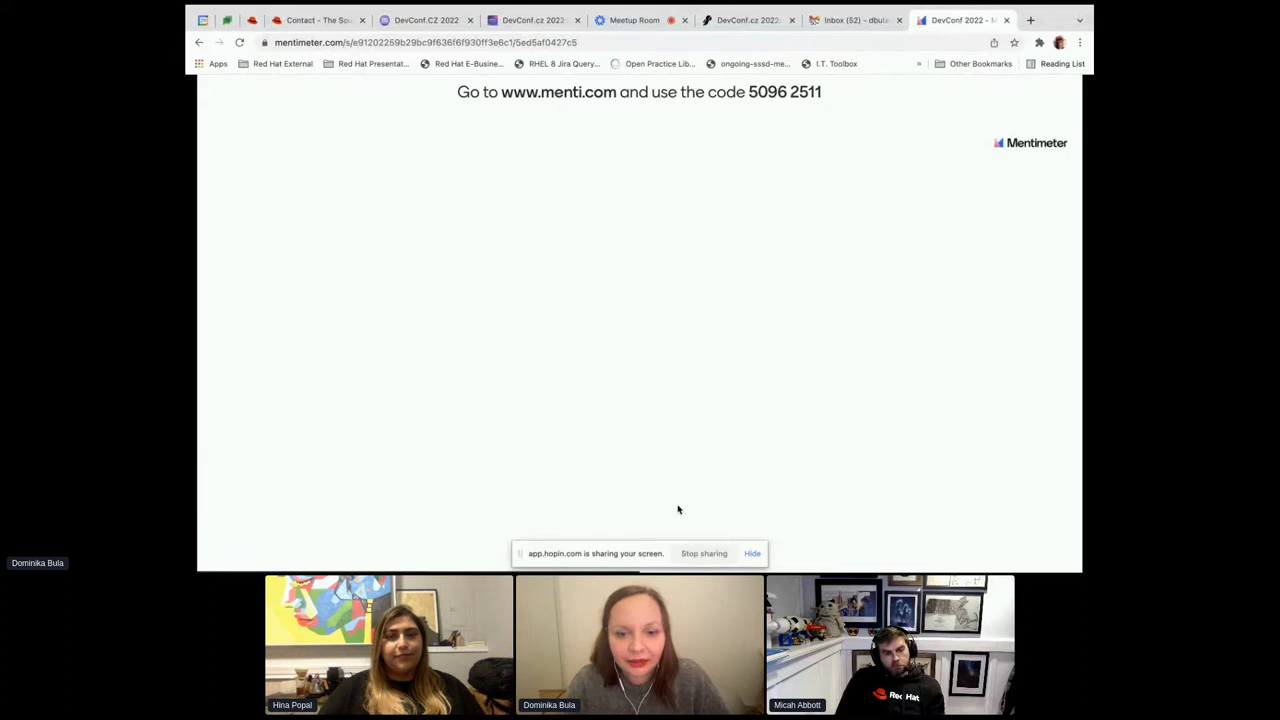 Contact - The Sou
DevConf.CZ 2022
DevConf.cz 2022:
Meetup Room
DevConf.cz 2022:
Inbox (52) - dbula
DevConf 2022 - M
mentimeter.com/s/e91202259b29bc9f636f6f930ff3e6c1/5ed5af0427c5
Apps
Red Hat External
Red Hat Presentat...
Red Hat E-Busine...
RHEL 8 Jira Query...
Open Practice Lib...
ongoing-sssd-me...
I.T. Toolbox
»
Other Bookmarks
Reading List
Go to www.menti.com and use the code 5096 2511
Mentimeter
app.hopin.com is sharing your screen.
Stop sharing
Hide
Dominika Bula
Hina Popal
Dominika Bula
Micah Abbott
Red Hat